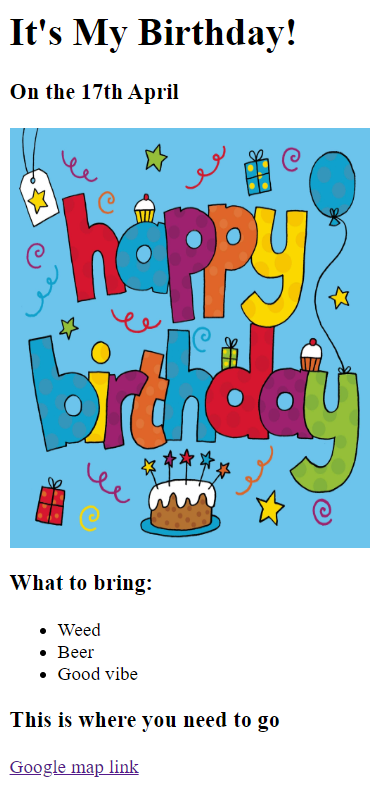 It's My Birthday!
On the 17th April
happy
birthday
What to bring:
Weed
Beer
Good vibe
This is where you need to go
Google map link